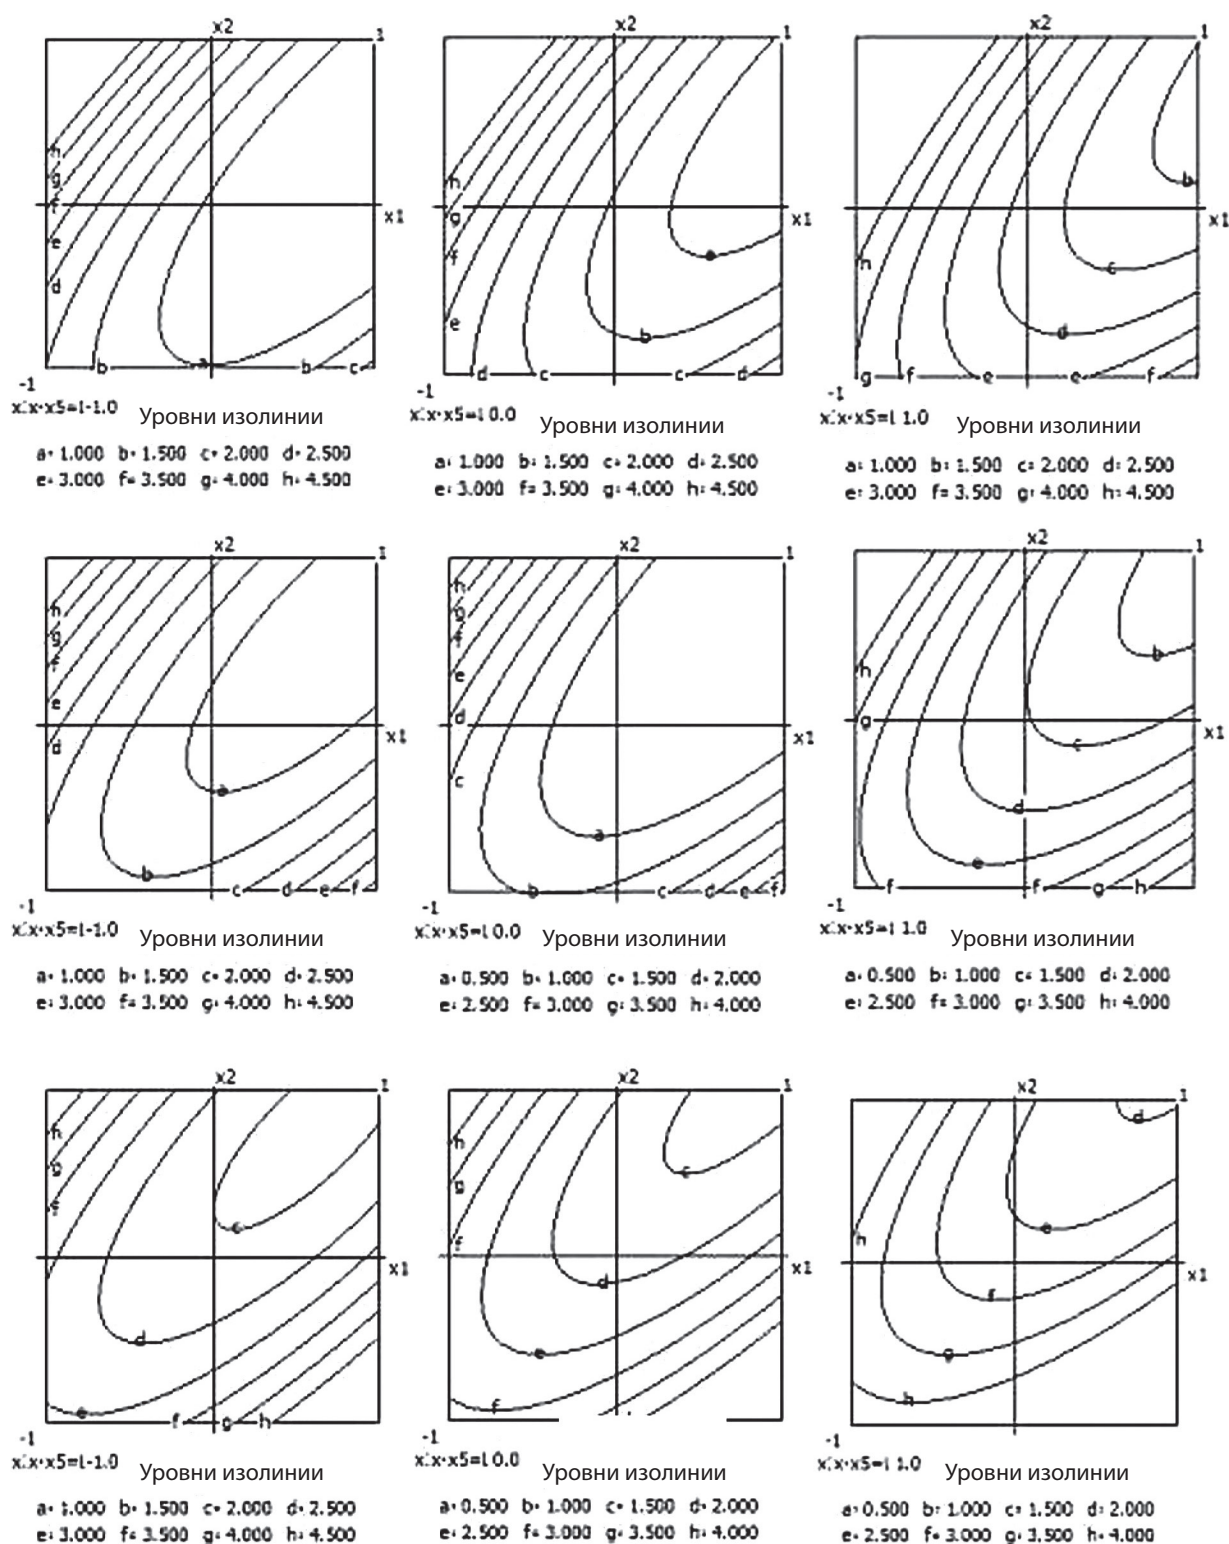 x2 x2 x2
1 1 1
h h
g g h
f f
e e
d
a b
b c
d
x1 x1 x1
b b c d c c d g f e e f
-1 -1 -1
Уровни изолинии Уровни изолинии Уровни изолинии
a: 1.000 b: 1.500 c: 2.000 d: 2.500
e: 3.000 f: 3.500 g: 4.000 h: 4.500
a: 1.000 b: 1.500 c: 2.000 d: 2.500
e: 3.000 f: 3.500 g: 4.000 h: 4.500
a: 1.000 b: 1.500 c: 2.000 d: 2.500
e: 3.000 f: 3.500 g: 4.000 h: 4.500
x2 x2 x2
1 1 1
h h h
g g
f f
e e
d d
c
a a b
b c
d
e
x1 x1 x1
c d e f b c d e f f f g h
-1 -1 -1
Уровни изолинии Уровни изолинии Уровни изолинии
a: 1.000 b: 1.500 c: 2.000 d: 2.500
e: 3.000 f: 3.500 g: 4.000 h: 4.500
a: 0.500 b: 1.000 c: 1.500 d: 2.000
e: 2.500 f: 3.000 g: 3.500 h: 4.000
a: 0.500 b: 1.000 c: 1.500 d: 2.000
e: 2.500 f: 3.000 g: 3.500 h: 4.000
x2 x2 x2
1 1 1
h h h
g g
f f
c c d
d d e
e e f
f g
h
x1 x1 x1
f g h
-1 -1 -1
Уровни изолинии Уровни изолинии Уровни изолинии
a: 1.000 b: 1.500 c: 2.000 d: 2.500
e: 3.000 f: 3.500 g: 4.000 h: 4.500
a: 0.500 b: 1.000 c: 1.500 d: 2.000
e: 2.500 f: 3.000 g: 3.500 h: 4.000
a: 0.500 b: 1.000 c: 1.500 d: 2.000
e: 2.500 f: 3.000 g: 3.500 h: 4.000